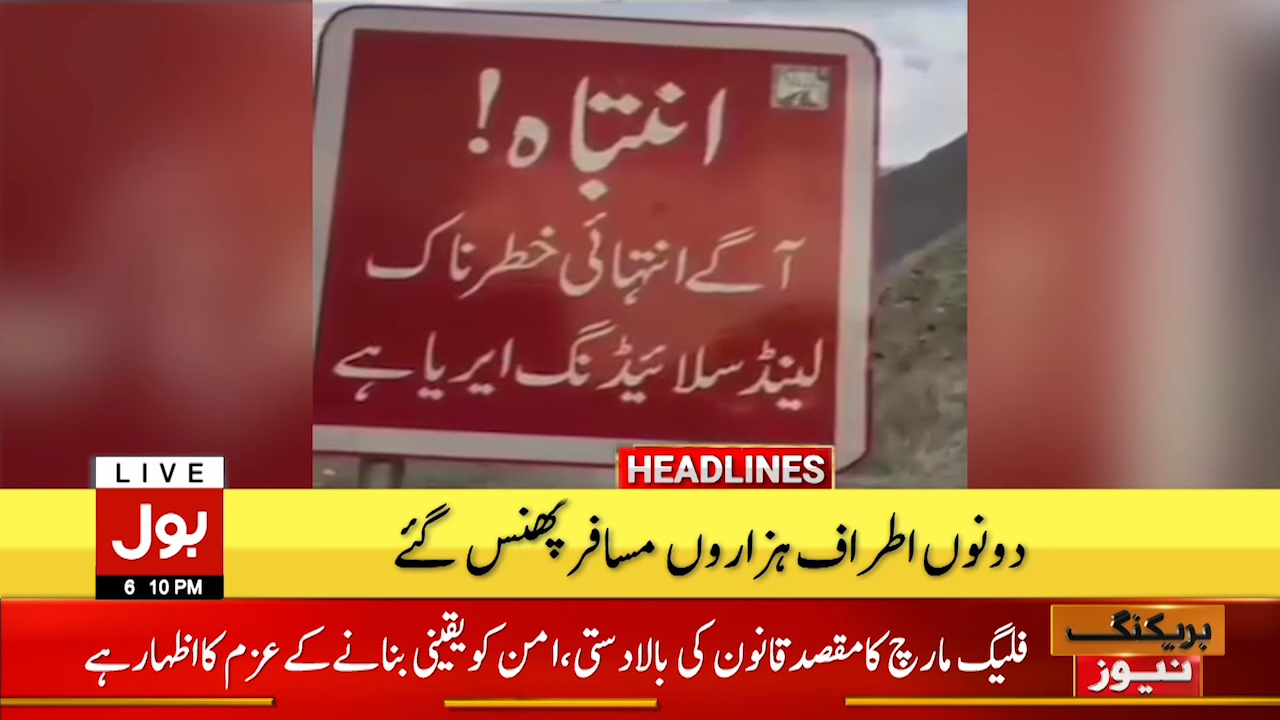 انتباہ!
آگے انتہائی خطرناک
لینڈ سلائیڈنگ ایریا ہے
HEADLINES
LIVE
بول
6 10 PM
دونوں اطراف ہزاروں مسافر پھنس گئے
بریکنگ
نیوز
فلیگ مارچ کا مقصد قانون کی بالادستی، امن کو یقینی بنانے کے عزم کا اظہار ہے